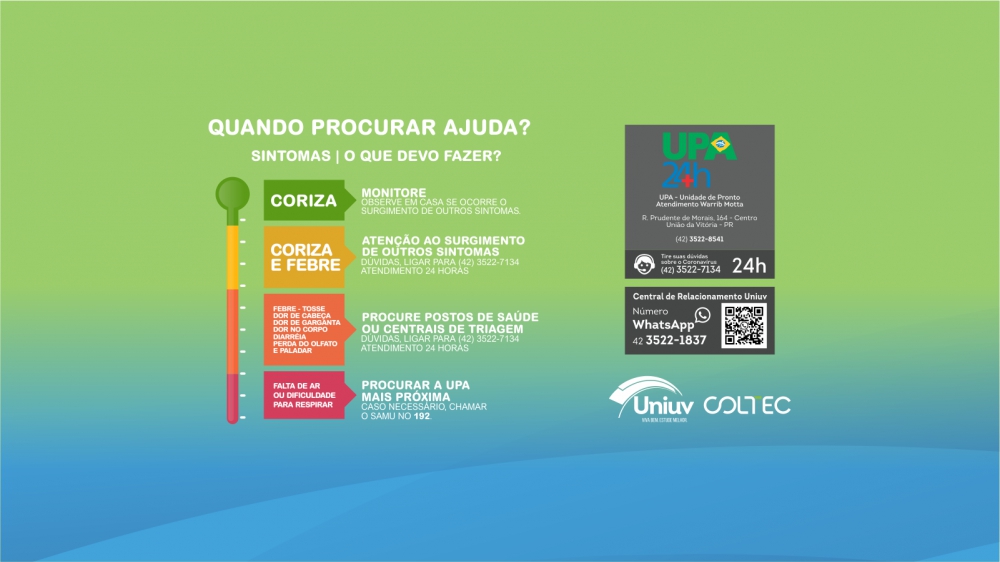 QUANDO PROCURAR AJUDA?
SINTOMAS | O QUE DEVO FAZER?
CORIZA
MONITORE
OBSERVE EM CASA SE OCORRE O
SURGIMENTO DE OUTROS SINTOMAS.
CORIZA
E FEBRE
ATENÇÃO AO SURGIMENTO
DE OUTROS SINTOMAS
DÚVIDAS, LIGAR PARA (42) 3522-7134
ATENDIMENTO 24 HORAS
FEBRE - TOSSE
DOR DE CABEÇA
DOR DE GARGANTA
DOR NO CORPO
DIARRÉIA
PERDA DO OLFATO
E PALADAR
PROCURE POSTOS DE SAÚDE
OU CENTRAIS DE TRIAGEM
DÚVIDAS, LIGAR PARA (42) 3522-7134
ATENDIMENTO 24 HORAS
FALTA DE AR
OU DIFICULDADE
PARA RESPIRAR
PROCURAR A UPA
MAIS PRÓXIMA
CASO NECESSÁRIO, CHAMAR
O SAMU NO 192.
UPA
24h
UPA - Unidade de Pronto
Atendimento Warrib Motta
R. Prudente de Morais, 164 - Centro
União da Vitória - PR
(42) 3522-8541
Tire suas dúvidas
sobre o Coronavírus
(42) 3522-7134
24h
Central de Relacionamento Uniuv
Número
WhatsApp
42 3522-1837
Uniuv
VIVA BEM. ESTUDE MELHOR.
COLTEC